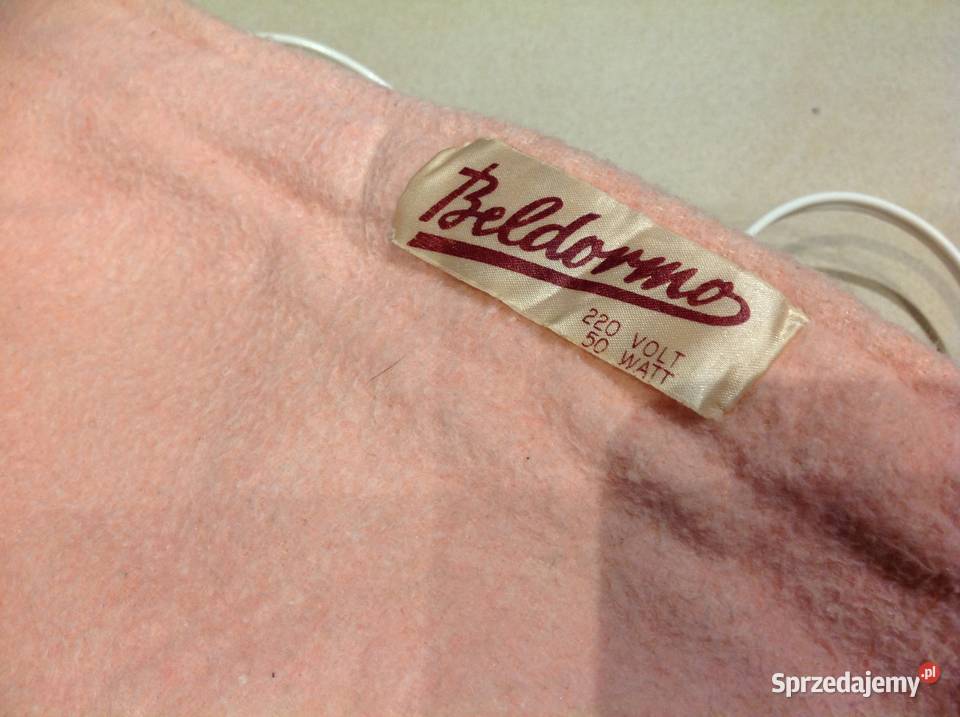 Beldormo
220 VOLT
50 WATT
Sprzedajemy.pl